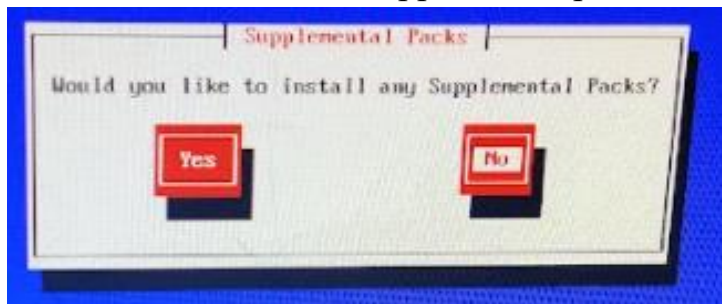 Supplemental Packs
Would you like to install any Supplemental Packs?
Yes
No